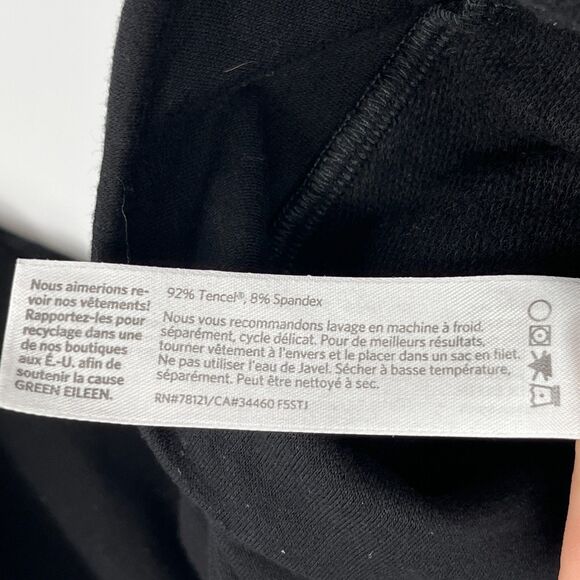 Nous aimerions re-
voir nos vêtements!
Rapportez-les pour
recyclage dans une
de nos boutiques
aux É.-U. afin de
soutenir la cause
GREEN EILEEN.
92% Tencel®, 8% Spandex
Nous vous recommandons lavage en machine à froid,
séparément, cycle délicat. Pour de meilleurs résultats,
tourner vêtement à l'envers et le placer dans un sac en filet.
Ne pas utiliser l'eau de Javel. Sécher à basse température,
séparément. Peut être nettoyé à sec.
RN#78121/CA#34460 F5STJ